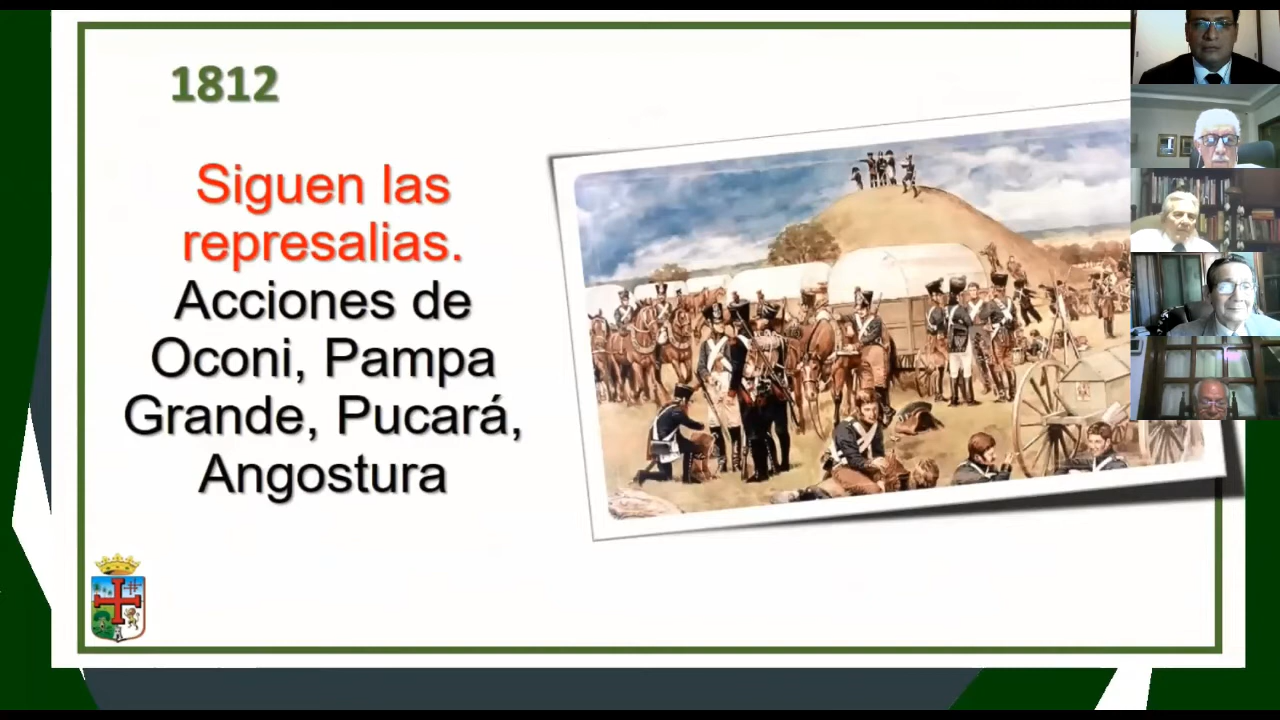 1812
Siguen las
represalias.
Acciones de
Oconi, Pampa
Grande, Pucará,
Angostura